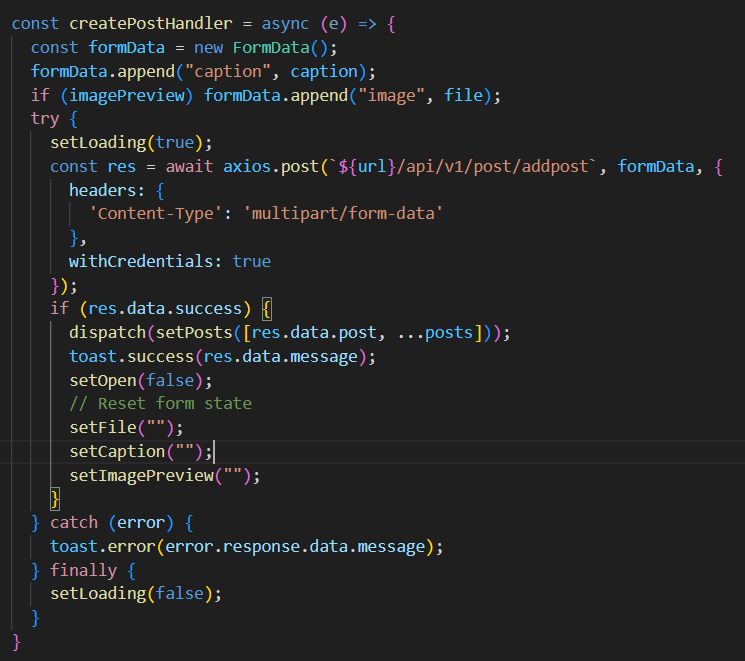 const createPostHandler = async (e) => {
  const formData = new FormData();
  formData.append("caption", caption);
  if (imagePreview) formData.append("image", file);
  try {
    setLoading(true);
    const res = await axios.post(`${url}/api/v1/post/addpost`, formData, {
      headers: {
        'Content-Type': 'multipart/form-data'
      },
      withCredentials: true
    });
    if (res.data.success) {
      dispatch(setPosts([res.data.post, ...posts]));
      toast.success(res.data.message);
      setOpen(false);
      // Reset form state
      setFile("");
      setCaption("");
      setImagePreview("");
    }
  } catch (error) {
    toast.error(error.response.data.message);
  } finally {
    setLoading(false);
  }
}